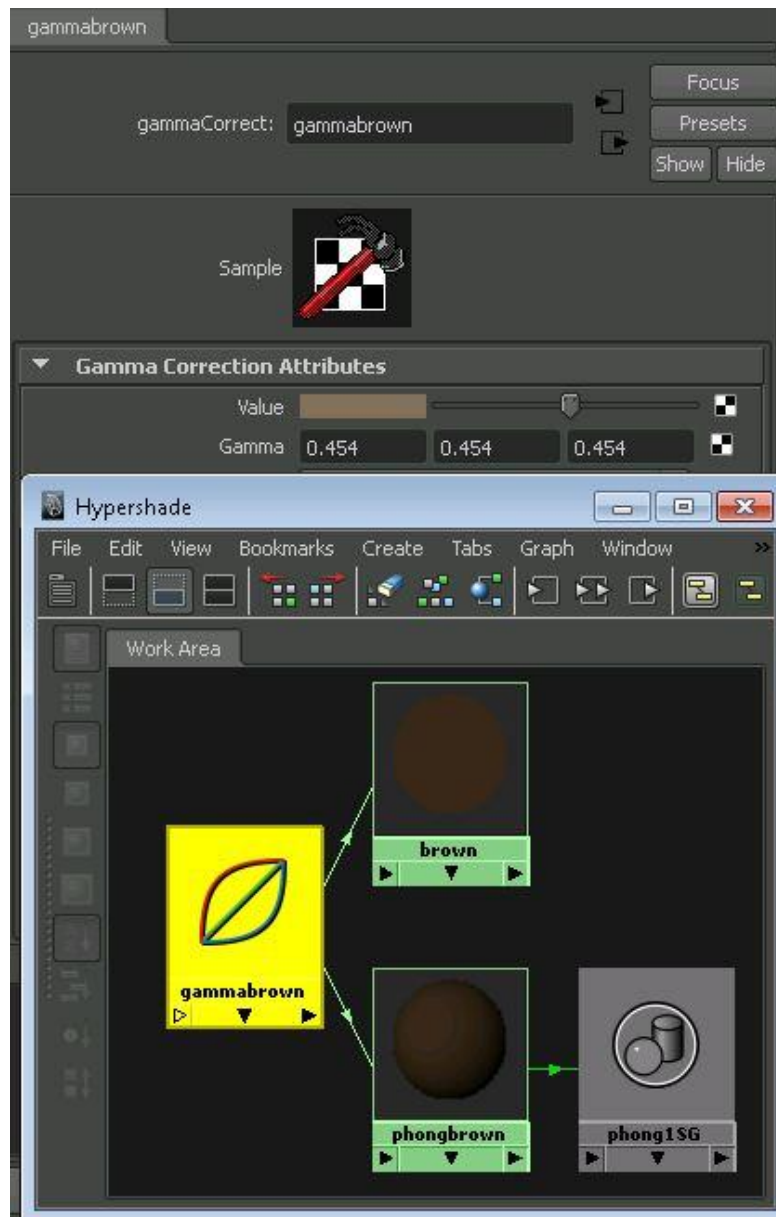 gammabrown
Focus
gammaCorrect: gammabrown
Presets
Show Hide
Sample
Gamma Correction Attributes
Value
Gamma 0.454 0.454 0.454
Hypershade
File Edit View Bookmarks Create Tabs Graph Window »
Work Area
brown
gammabrown
phongbrown phong1SG